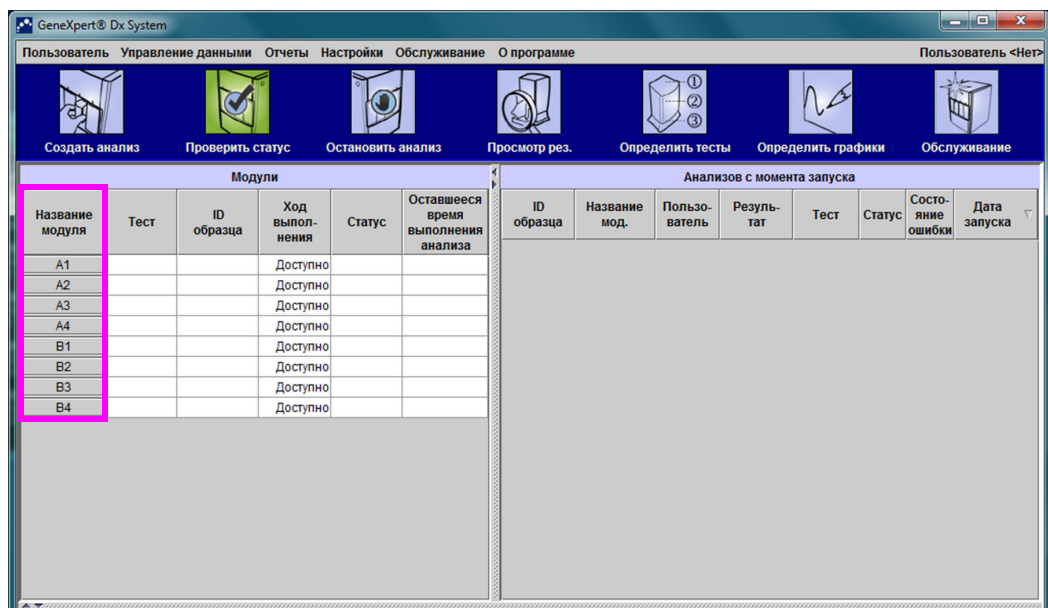 GeneXpert® Dx System
Пользователь Управление данными Отчеты Настройки Обслуживание О программе Пользователь <Нет>
1
2
3
Создать анализ Проверить статус Остановить анализ Просмотр рез. Определить тесты Определить графики Обслуживание
Модули
Название модуля Тест ID образца Ход выпол-нения Статус Оставшееся время выполнения анализа
A1 Доступно
A2 Доступно
A3 Доступно
A4 Доступно
B1 Доступно
B2 Доступно
B3 Доступно
B4 Доступно
Анализов с момента запуска
ID образца Название мод. Пользо-ватель Резуль-тат Тест Статус Состо-яние ошибки Дата запуска